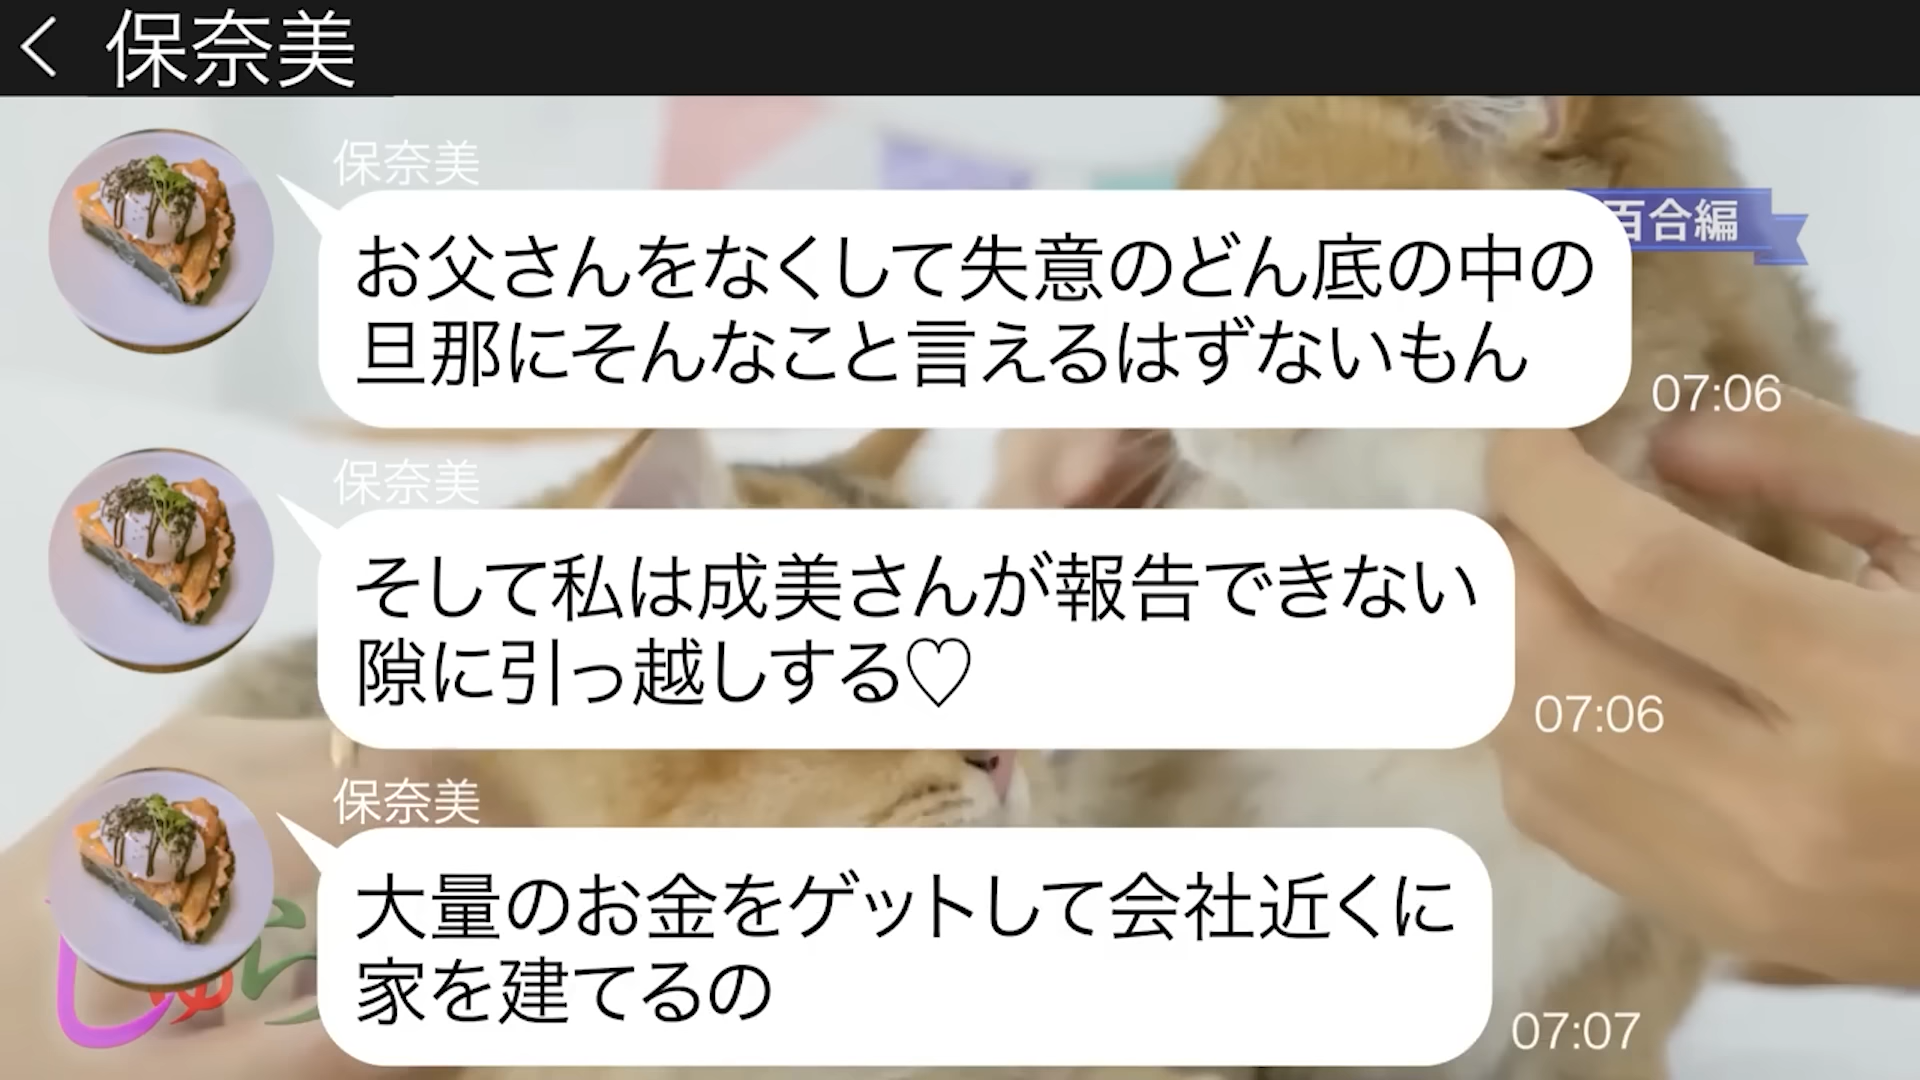 保奈美
保奈美
お父さんをなくして失意のどん底の中の
旦那にそんなこと言えるはずないもん
百合編
07:06
保奈美
そして私は成美さんが報告できない
隙に引っ越しする♡
07:06
保奈美
大量のお金をゲットして会社近くに
家を建てるの
07:07